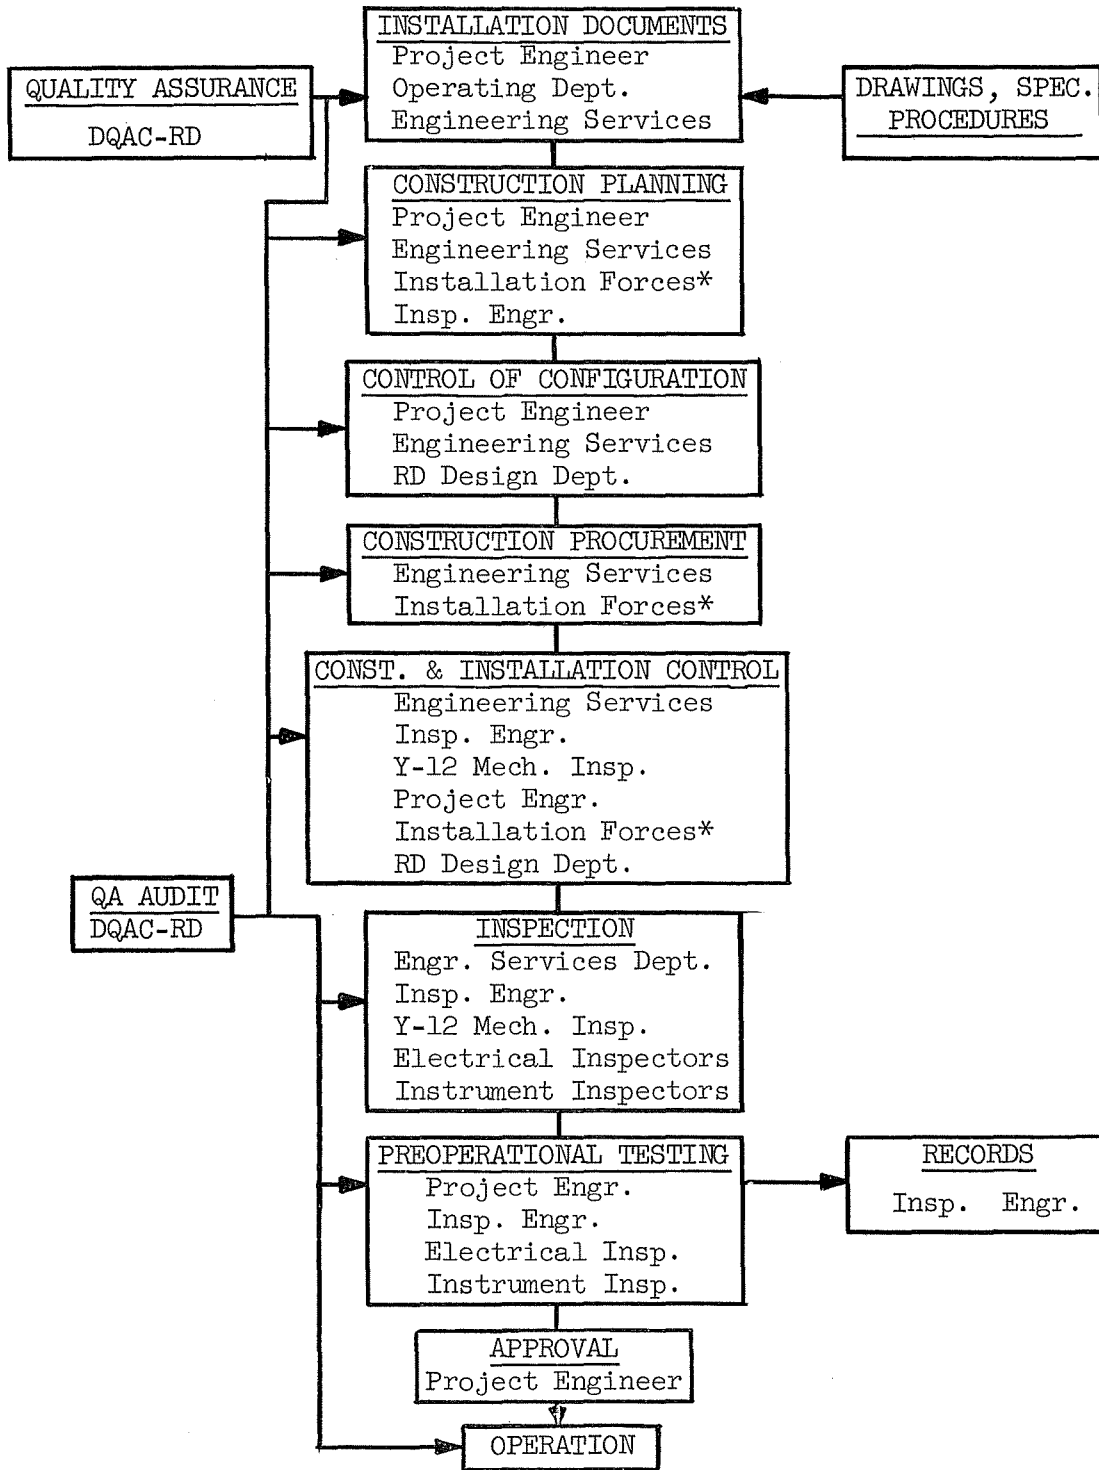 INSTALLATION DOCUMENTS
Project Engineer
Operating Dept.
Engineering Services
QUALITY ASSURANCE
DQAC-RD
DRAWINGS, SPEC.
PROCEDURES
CONSTRUCTION PLANNING
Project Engineer
Engineering Services
Installation Forces*
Insp. Engr.
CONTROL OF CONFIGURATION
Project Engineer
Engineering Services
RD Design Dept.
CONSTRUCTION PROCUREMENT
Engineering Services
Installation Forces*
CONST. & INSTALLATION CONTROL
Engineering Services
Insp. Engr.
Y-12 Mech. Insp.
Project Engr.
Installation Forces*
RD Design Dept.
QA AUDIT
DQAC-RD
INSPECTION
Engr. Services Dept.
Insp. Engr.
Y-12 Mech. Insp.
Electrical Inspectors
Instrument Inspectors
PREOPERATIONAL TESTING
Project Engr.
Insp. Engr.
Electrical Insp.
Instrument Insp.
RECORDS
Insp. Engr.
APPROVAL
Project Engineer
OPERATION